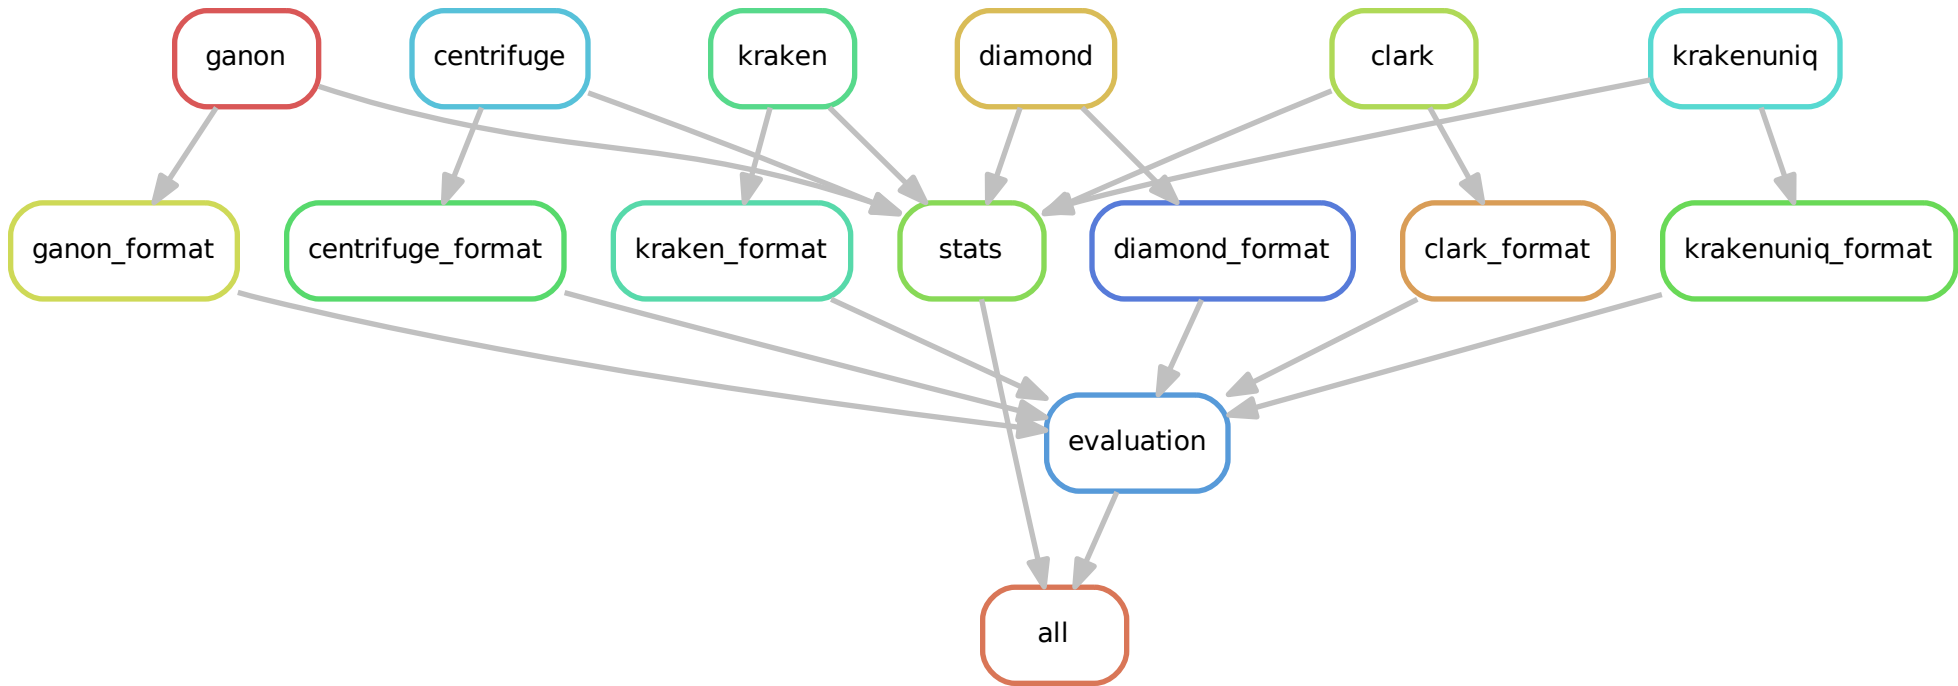 ganon
centrifuge
kraken
diamond
clark
krakenuniq
ganon_format
centrifuge_format
kraken_format
stats
diamond_format
clark_format
krakenuniq_format
evaluation
all